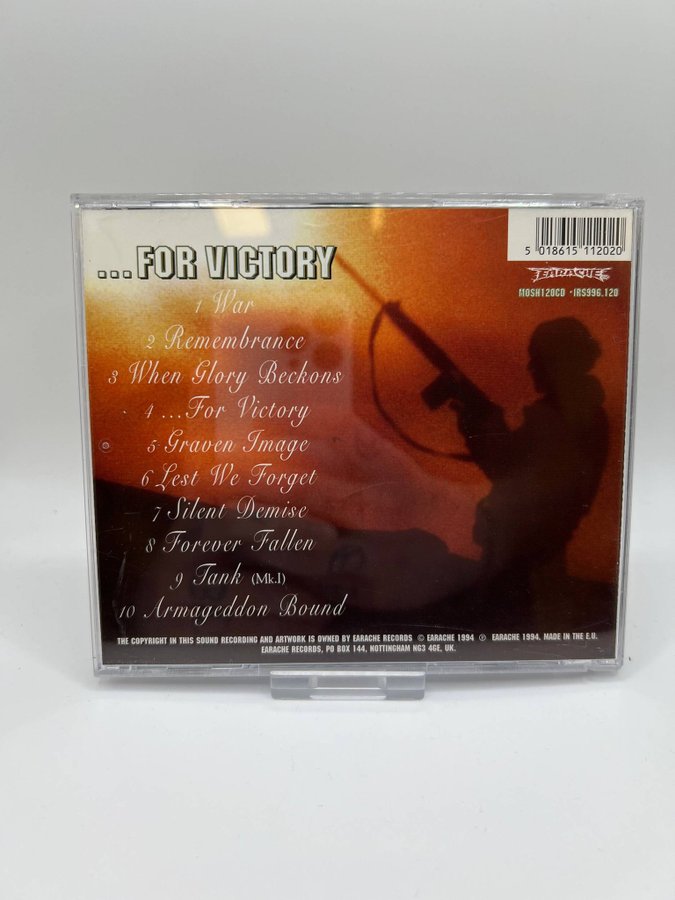 ...FOR VICTORY
1 War
2 Remembrance
3 When Glory Beckons
4 ...For Victory
5 Graven Image
6 Lest We Forget
7 Silent Demise
8 Forever Fallen
9 Tank (Mk.I)
10 Armageddon Bound
5 018615 112020
EARACHE
MOSH120CD · IRS996.120
THE COPYRIGHT IN THIS SOUND RECORDING AND ARTWORK IS OWNED BY EARACHE RECORDS © EARACHE 1994 ℗ EARACHE 1994, MADE IN THE E.U.
EARACHE RECORDS, PO BOX 144, NOTTINGHAM NG3 4GE, UK.